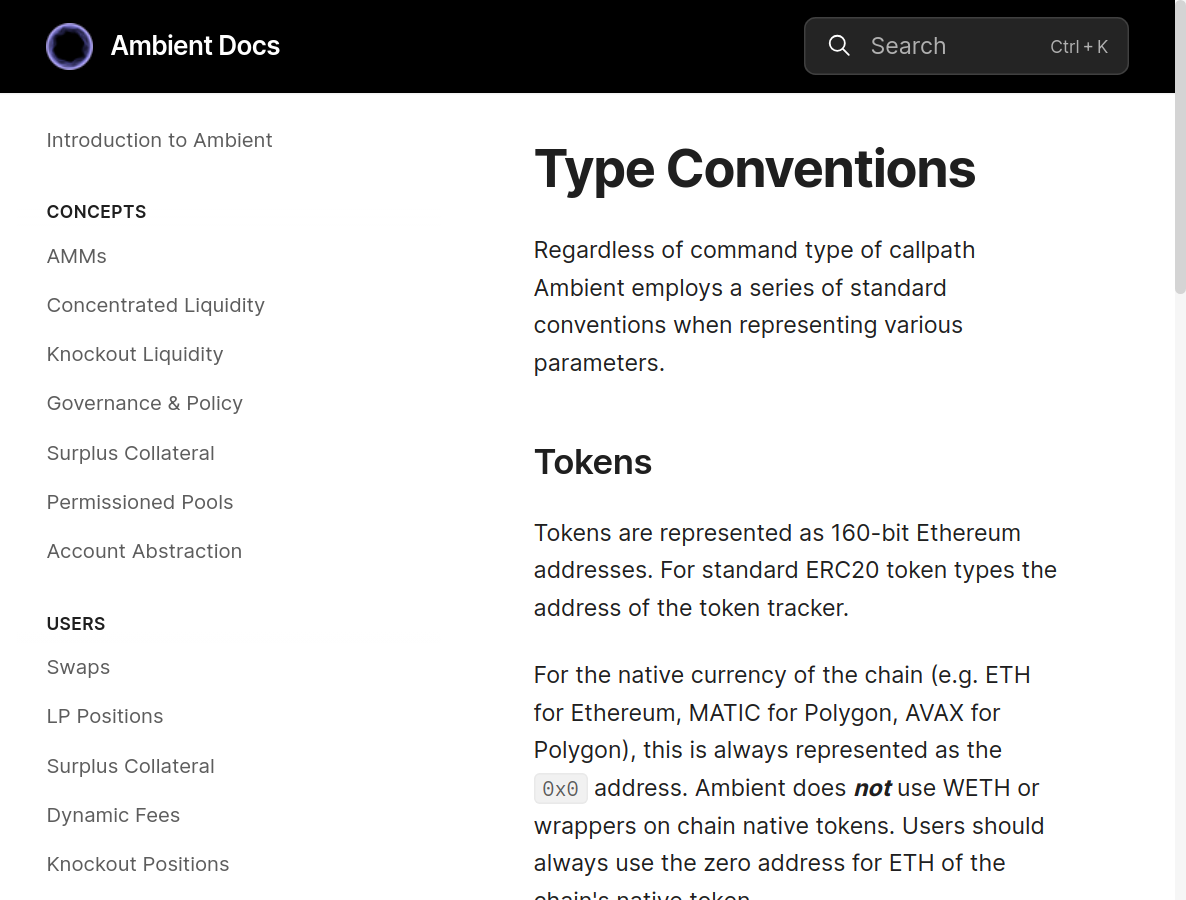 Ambient Docs
Search
Ctrl + K
Introduction to Ambient
CONCEPTS
AMMs
Concentrated Liquidity
Knockout Liquidity
Governance & Policy
Surplus Collateral
Permissioned Pools
Account Abstraction
USERS
Swaps
LP Positions
Surplus Collateral
Dynamic Fees
Knockout Positions
Type Conventions
Regardless of command type of callpath
Ambient employs a series of standard
conventions when representing various
parameters.
Tokens
Tokens are represented as 160-bit Ethereum
addresses. For standard ERC20 token types the
address of the token tracker.
For the native currency of the chain (e.g. ETH
for Ethereum, MATIC for Polygon, AVAX for
Polygon), this is always represented as the
0x0 address. Ambient does not use WETH or
wrappers on chain native tokens. Users should
always use the zero address for ETH of the
chain's native token